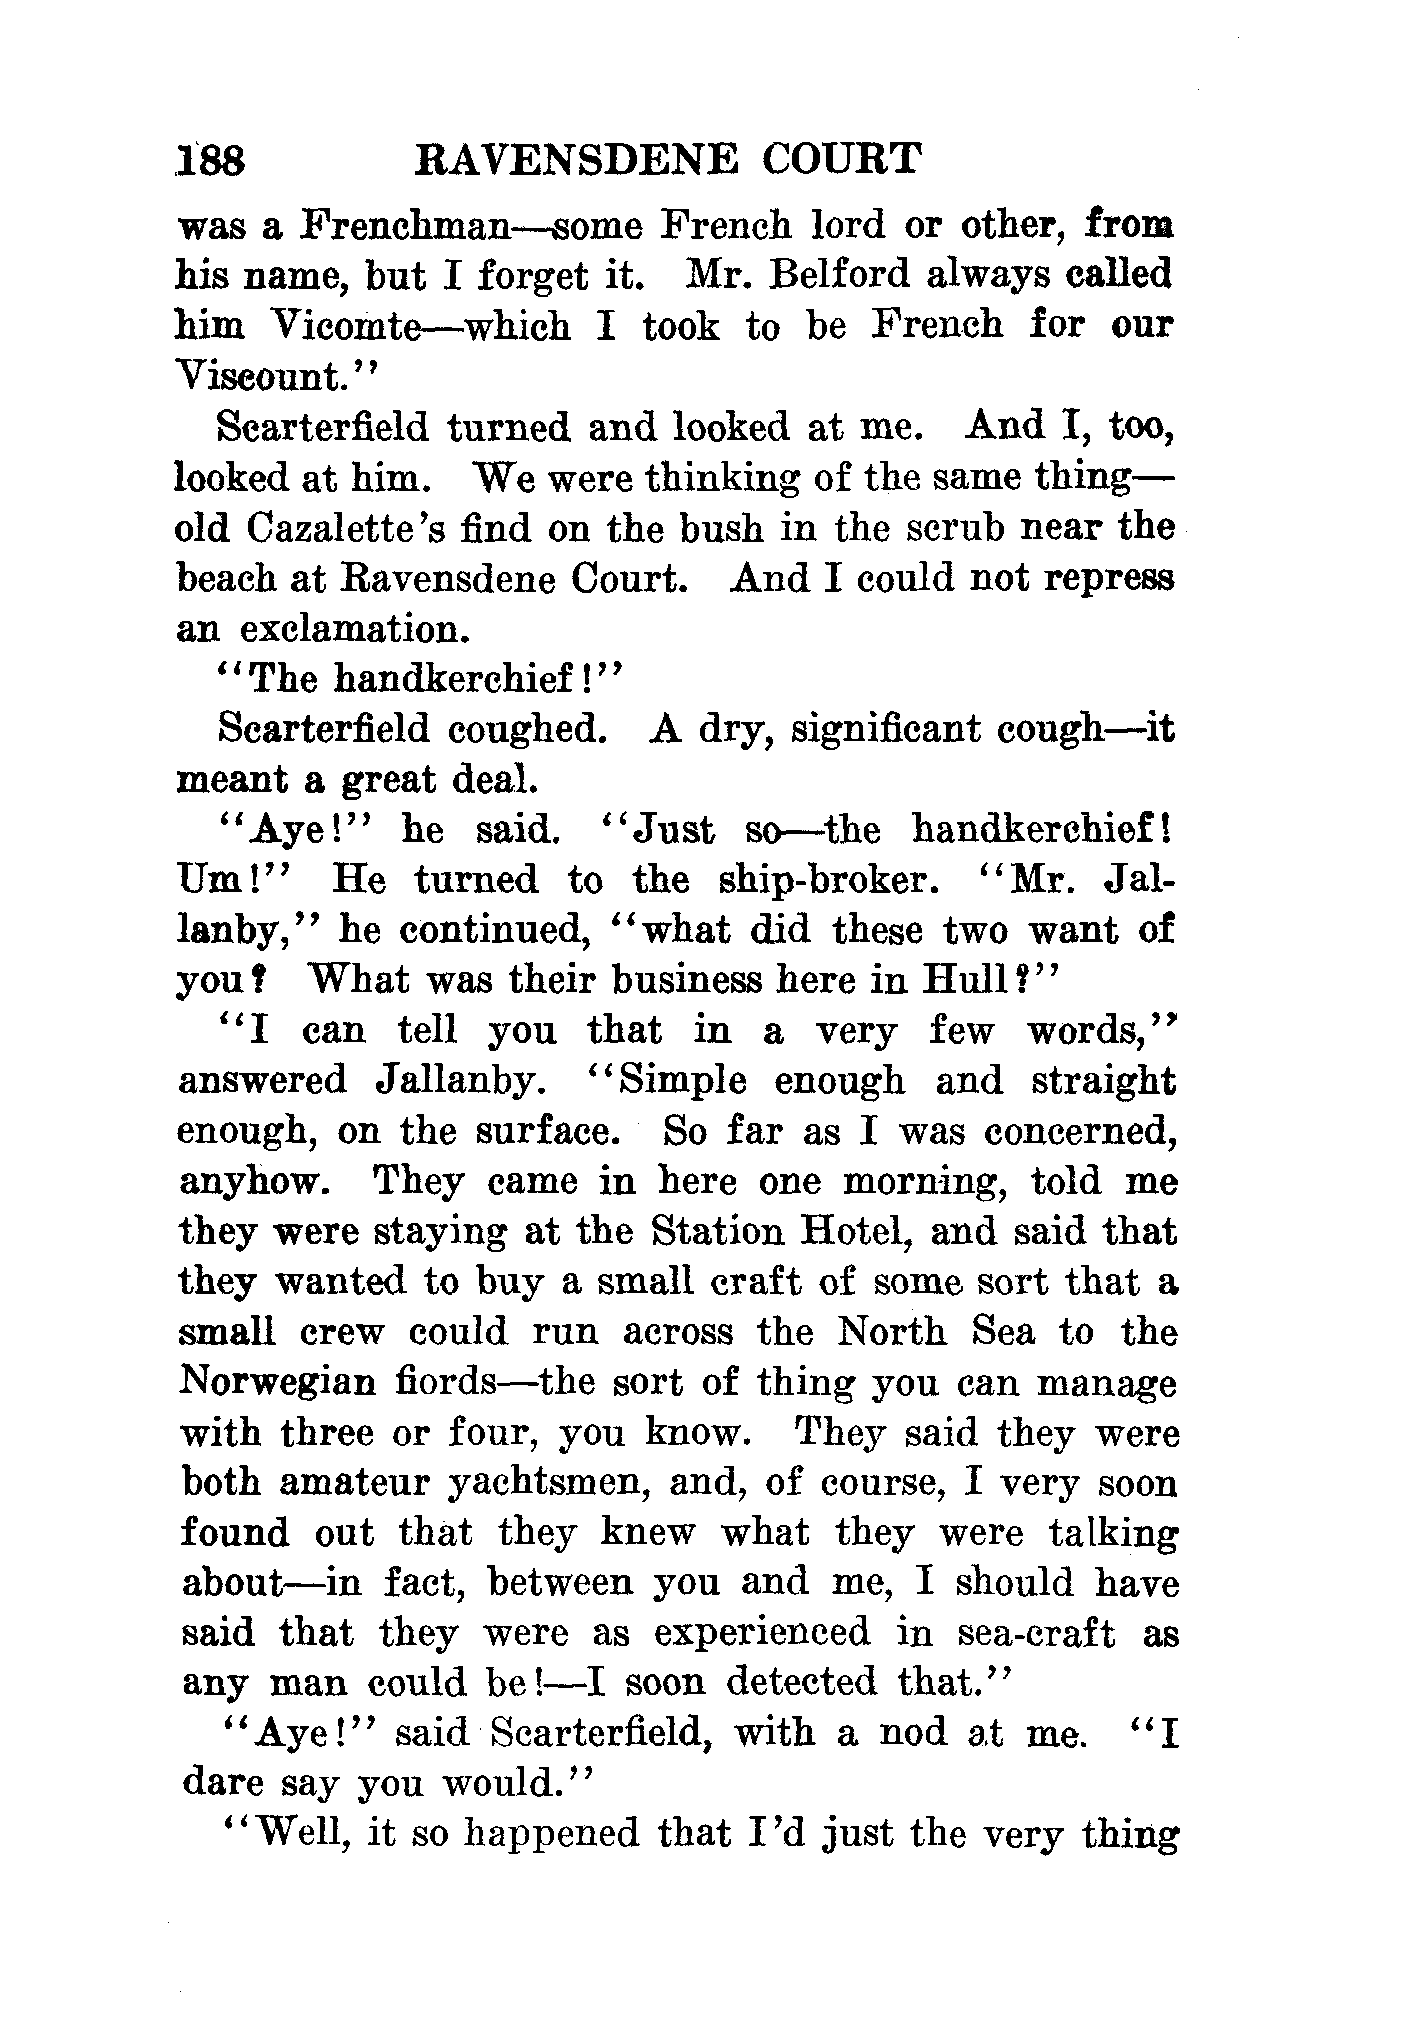 188 RAVENSDENE COURT
was a Frenchman—some French lord or other, from
his name, but I forget it. Mr. Belford always called
him Vicomte—which I took to be French for our
Viscount."
Scarterfield turned and looked at me. And I, too,
looked at him. We were thinking of the same thing—
old Cazalette's find on the bush in the scrub near the
beach at Ravensdene Court. And I could not repress
an exclamation.
"The handkerchief!"
Scarterfield coughed. A dry, significant cough—it
meant a great deal.
"Aye!" he said. "Just so—the handkerchief!
Um!" He turned to the ship-broker. "Mr. Jal-
lanby," he continued, "what did these two want of
you? What was their business here in Hull?"
"I can tell you that in a very few words,"
answered Jallanby. "Simple enough and straight
enough, on the surface. So far as I was concerned,
anyhow. They came in here one morning, told me
they were staying at the Station Hotel, and said that
they wanted to buy a small craft of some sort that a
small crew could run across the North Sea to the
Norwegian fiords—the sort of thing you can manage
with three or four, you know. They said they were
both amateur yachtsmen, and, of course, I very soon
found out that they knew what they were talking
about—in fact, between you and me, I should have
said that they were as experienced in sea-craft as
any man could be!—I soon detected that."
"Aye!" said Scarterfield, with a nod at me. "I
dare say you would."
"Well, it so happened that I'd just the very thing